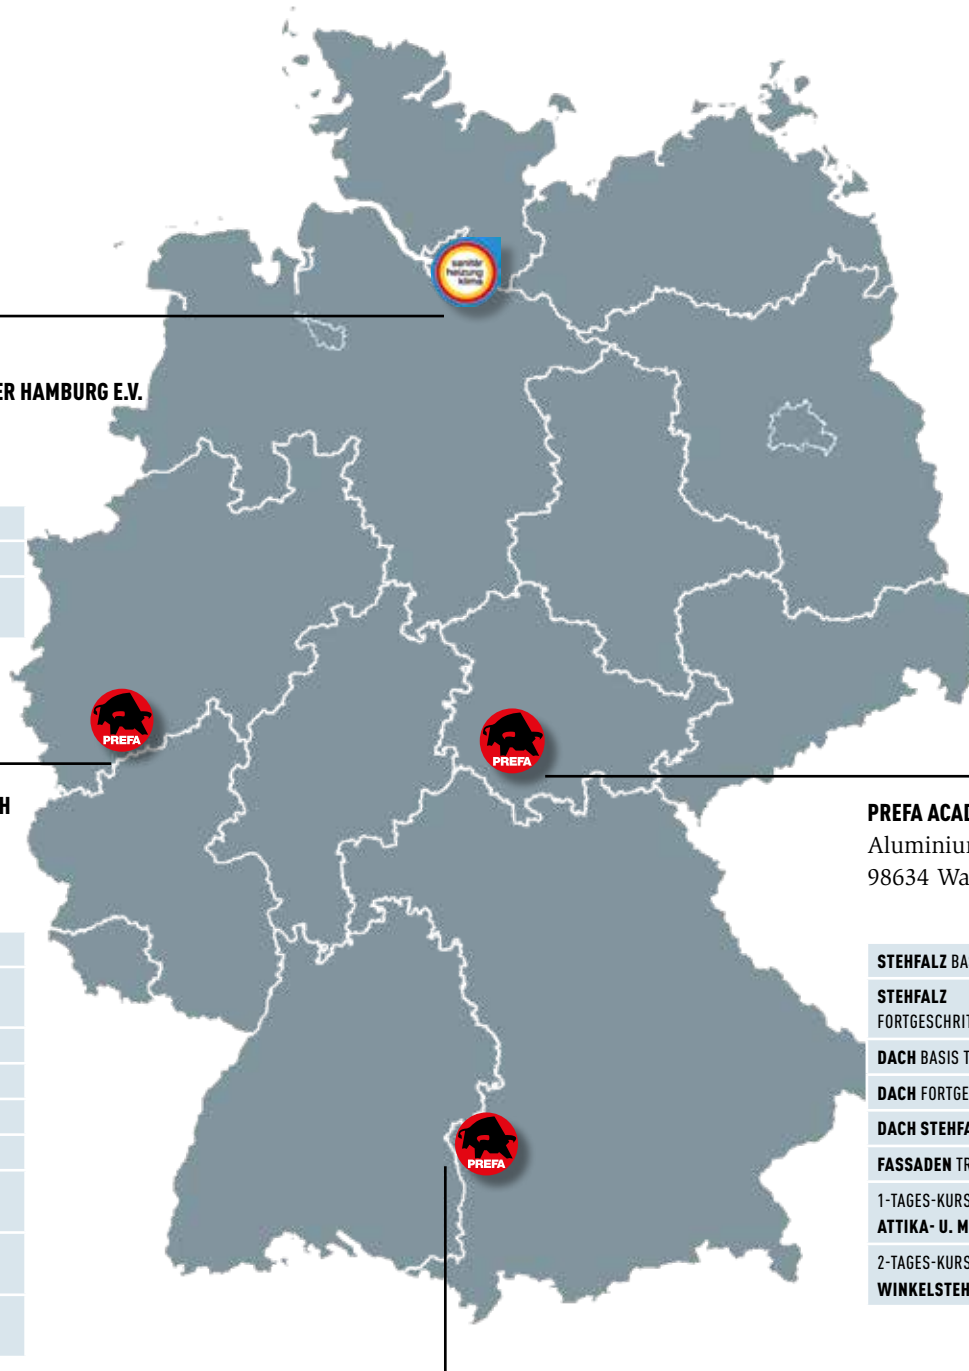 sanitär
heizung
klima
ER HAMBURG E.V.
PREFA
PREFA
H
PREFA ACAD
Aluminium
98634 Wa
STEHFALZ BA
STEHFALZ
FORTGESCHRIT
DACH BASIS T
DACH FORTGE
DACH STEHFA
FASSADEN TR
1-TAGES-KURS
ATTIKA- U. M
2-TAGES-KURS
WINKELSTEH
PREFA